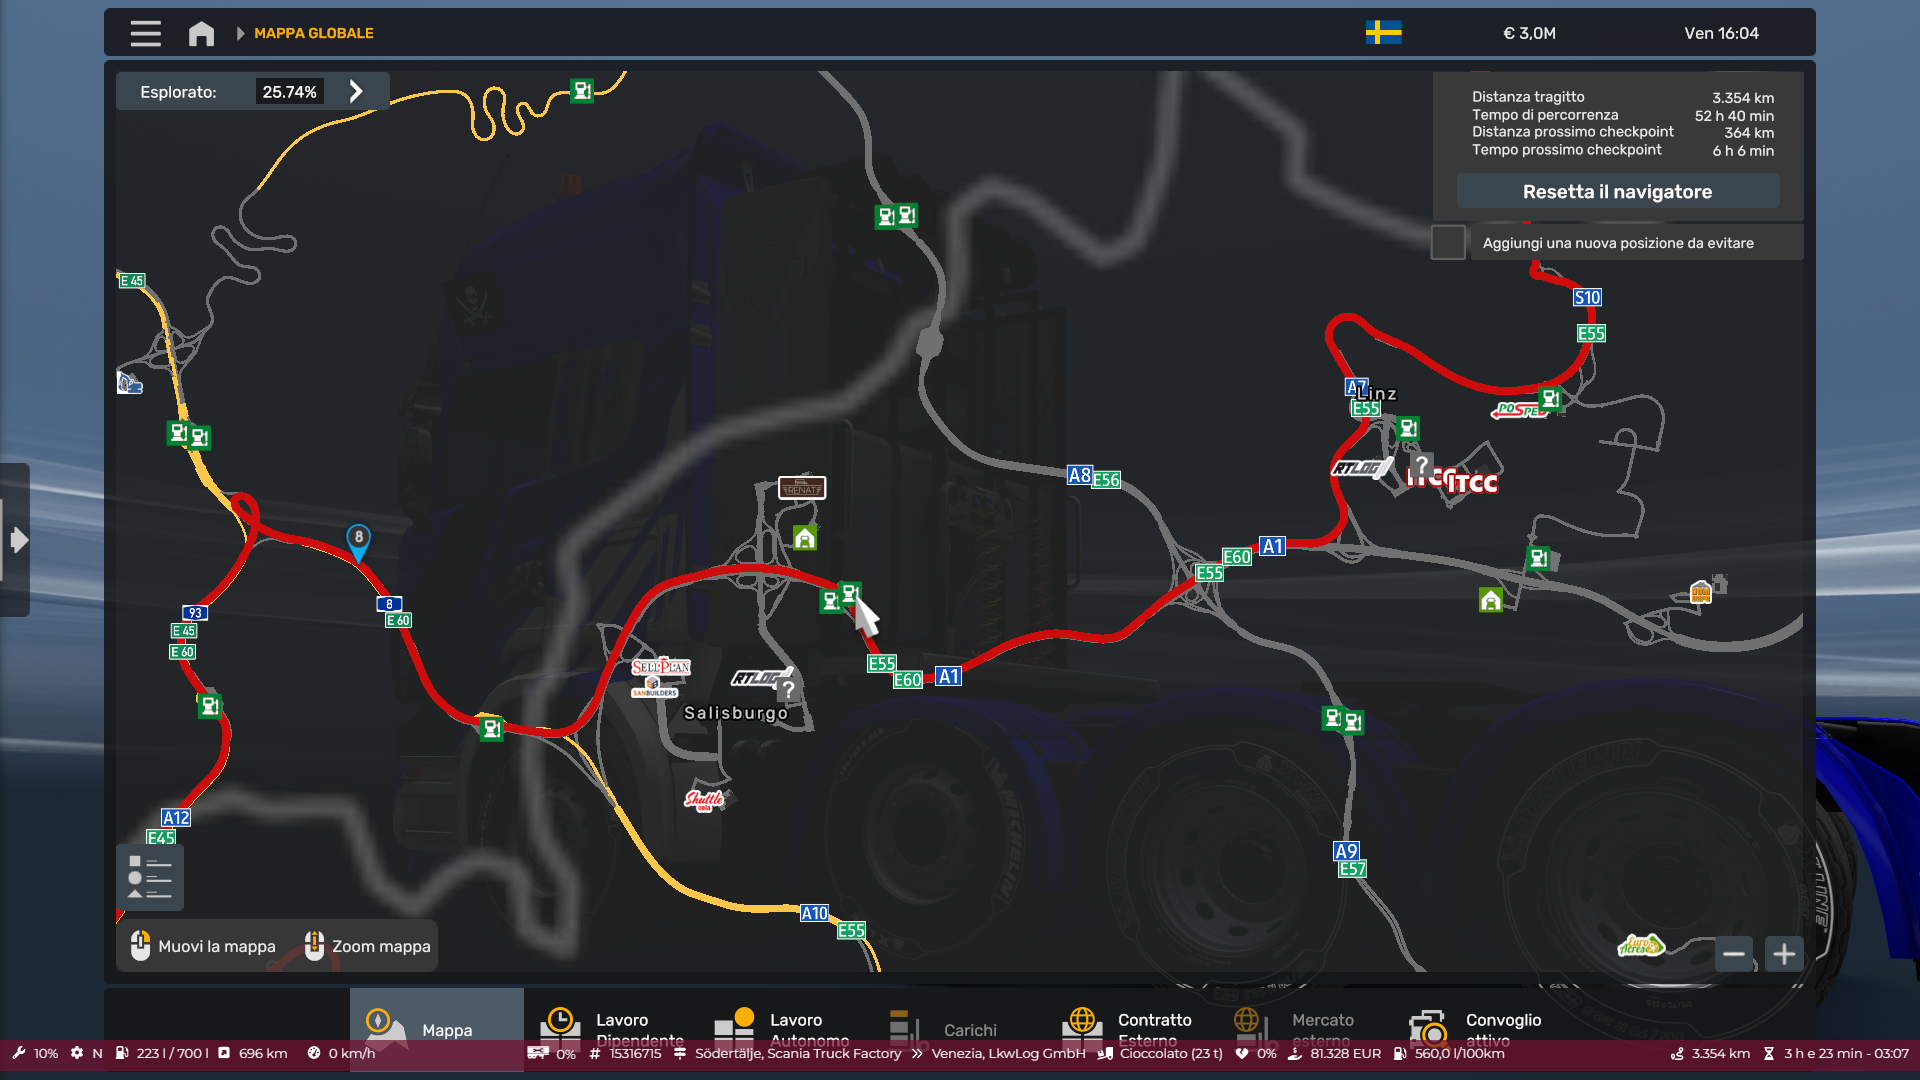 MAPPA GLOBALE
€ 3,0M
Ven 16:04
Esplorato: 25.74%
Distanza tragitto 3.354 km
Tempo di percorrenza 52 h 40 min
Distanza prossimo checkpoint 364 km
Tempo prossimo checkpoint 6 h 6 min
Resetta il navigatore
Aggiungi una nuova posizione da evitare
E 45
S10
E55
A7
Linz
E55
POSPED
RTLOG
?
ITCC
A8 E56
RENAT
8
E60 A1
E55
93
E 45
E 60
8
E 60
SELLPLAN
SANBUILDERS
RTLOG
?
Salisburgo
E55
E60 A1
Shuttle
cola
A12
E45
A9
E57
A10
E55
Euro
Acres
Muovi la mappa
Zoom mappa
Mappa
Lavoro
Dipendente
Lavoro
Autonomo
Carichi
Contratto
Esterno
Mercato
esterno
Convoglio
attivo
10% N 223 l / 700 l 696 km 0 km/h 0% # 15316715 Södertälje, Scania Truck Factory Venezia, LkwLog GmbH Cioccolato (23 t) 0% 81.328 EUR 560,0 l/100km 3.354 km 3 h e 23 min - 03:07